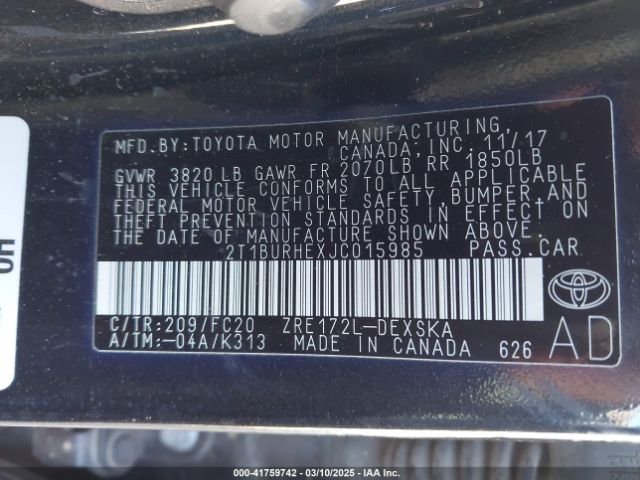 MFD.BY:TOYOTA MOTOR MANUFACTURING,
CANADA, INC. 11/17
GVWR 3820 LB GAWR FR 2070LB RR 1850LB
THIS VEHICLE CONFORMS TO ALL APPLICABLE
FEDERAL MOTOR VEHICLE SAFETY, BUMPER, AND
THEFT PREVENTION STANDARDS IN EFFECT ON
THE DATE OF MANUFACTURE SHOWN ABOVE.
2T1BURHEXJC015985 PASS.CAR
C/TR:209/FC20 ZRE172L-DEXSKA
A/TM:-04A/K313 MADE IN CANADA 626
AD
000-41759742 | 03/10/2025 | IAA Inc.